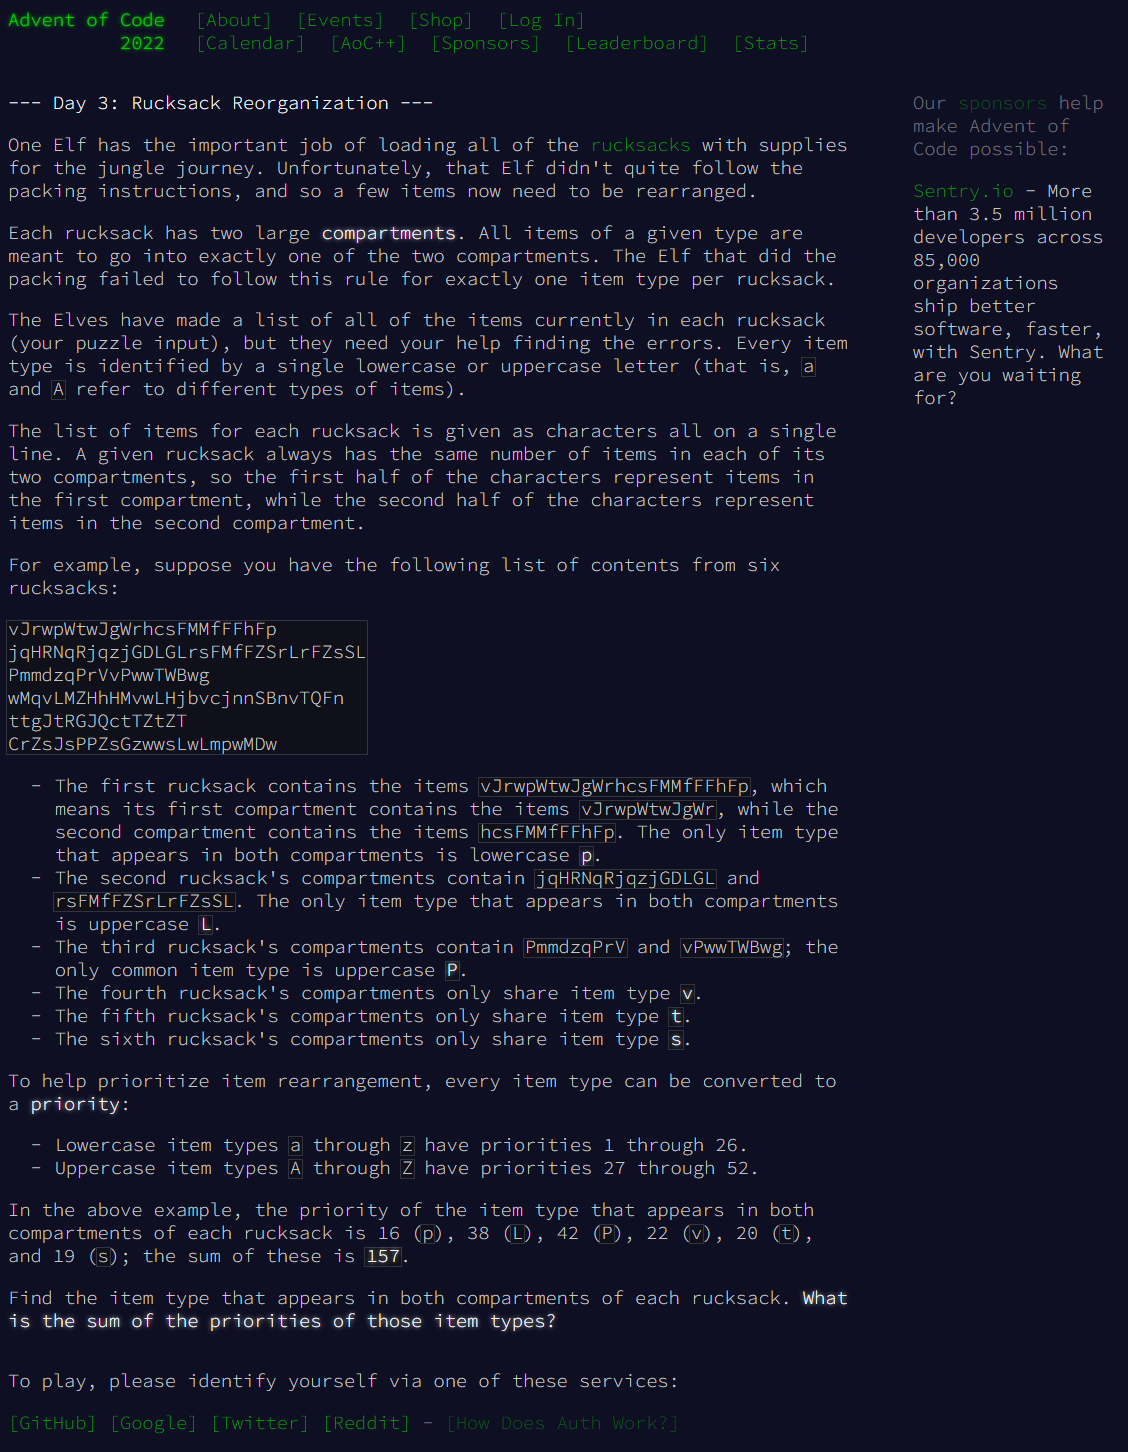 Advent of Code [About] [Events] [Shop] [Log In]
2022 [Calendar] [AoC++] [Sponsors] [Leaderboard] [Stats]
--- Day 3: Rucksack Reorganization ---
One Elf has the important job of loading all of the rucksacks with supplies
for the jungle journey. Unfortunately, that Elf didn't quite follow the
packing instructions, and so a few items now need to be rearranged.
Each rucksack has two large compartments. All items of a given type are
meant to go into exactly one of the two compartments. The Elf that did the
packing failed to follow this rule for exactly one item type per rucksack.
The Elves have made a list of all of the items currently in each rucksack
(your puzzle input), but they need your help finding the errors. Every item
type is identified by a single lowercase or uppercase letter (that is, a
and A refer to different types of items).
The list of items for each rucksack is given as characters all on a single
line. A given rucksack always has the same number of items in each of its
two compartments, so the first half of the characters represent items in
the first compartment, while the second half of the characters represent
items in the second compartment.
For example, suppose you have the following list of contents from six
rucksacks:
vJrwpWtwJgWrhcsFMMfFFhFp
jqHRNqRjqzjGDLGLrsFMfFZSrLrFZsSL
PmmdzqPrVvPwwTWBwg
wMqvLMZHhHMvwLHjbvcjnnSBnvTQFn
ttgJtRGJQctTZtZT
CrZsJsPPZsGzwwsLwLmpwMDw
- The first rucksack contains the items vJrwpWtwJgWrhcsFMMfFFhFp, which
means its first compartment contains the items vJrwpWtwJgWr, while the
second compartment contains the items hcsFMMfFFhFp. The only item type
that appears in both compartments is lowercase p.
- The second rucksack's compartments contain jqHRNqRjqzjGDLGL and
rsFMfFZSrLrFZsSL. The only item type that appears in both compartments
is uppercase L.
- The third rucksack's compartments contain PmmdzqPrV and vPwwTWBwg; the
only common item type is uppercase P.
- The fourth rucksack's compartments only share item type v.
- The fifth rucksack's compartments only share item type t.
- The sixth rucksack's compartments only share item type s.
To help prioritize item rearrangement, every item type can be converted to
a priority:
- Lowercase item types a through z have priorities 1 through 26.
- Uppercase item types A through Z have priorities 27 through 52.
In the above example, the priority of the item type that appears in both
compartments of each rucksack is 16 (p), 38 (L), 42 (P), 22 (v), 20 (t),
and 19 (s); the sum of these is 157.
Find the item type that appears in both compartments of each rucksack. What
is the sum of the priorities of those item types?
To play, please identify yourself via one of these services:
[GitHub] [Google] [Twitter] [Reddit] - [How Does Auth Work?]
Our sponsors help
make Advent of
Code possible:
Sentry.io - More
than 3.5 million
developers across
85,000
organizations
ship better
software, faster,
with Sentry. What
are you waiting
for?